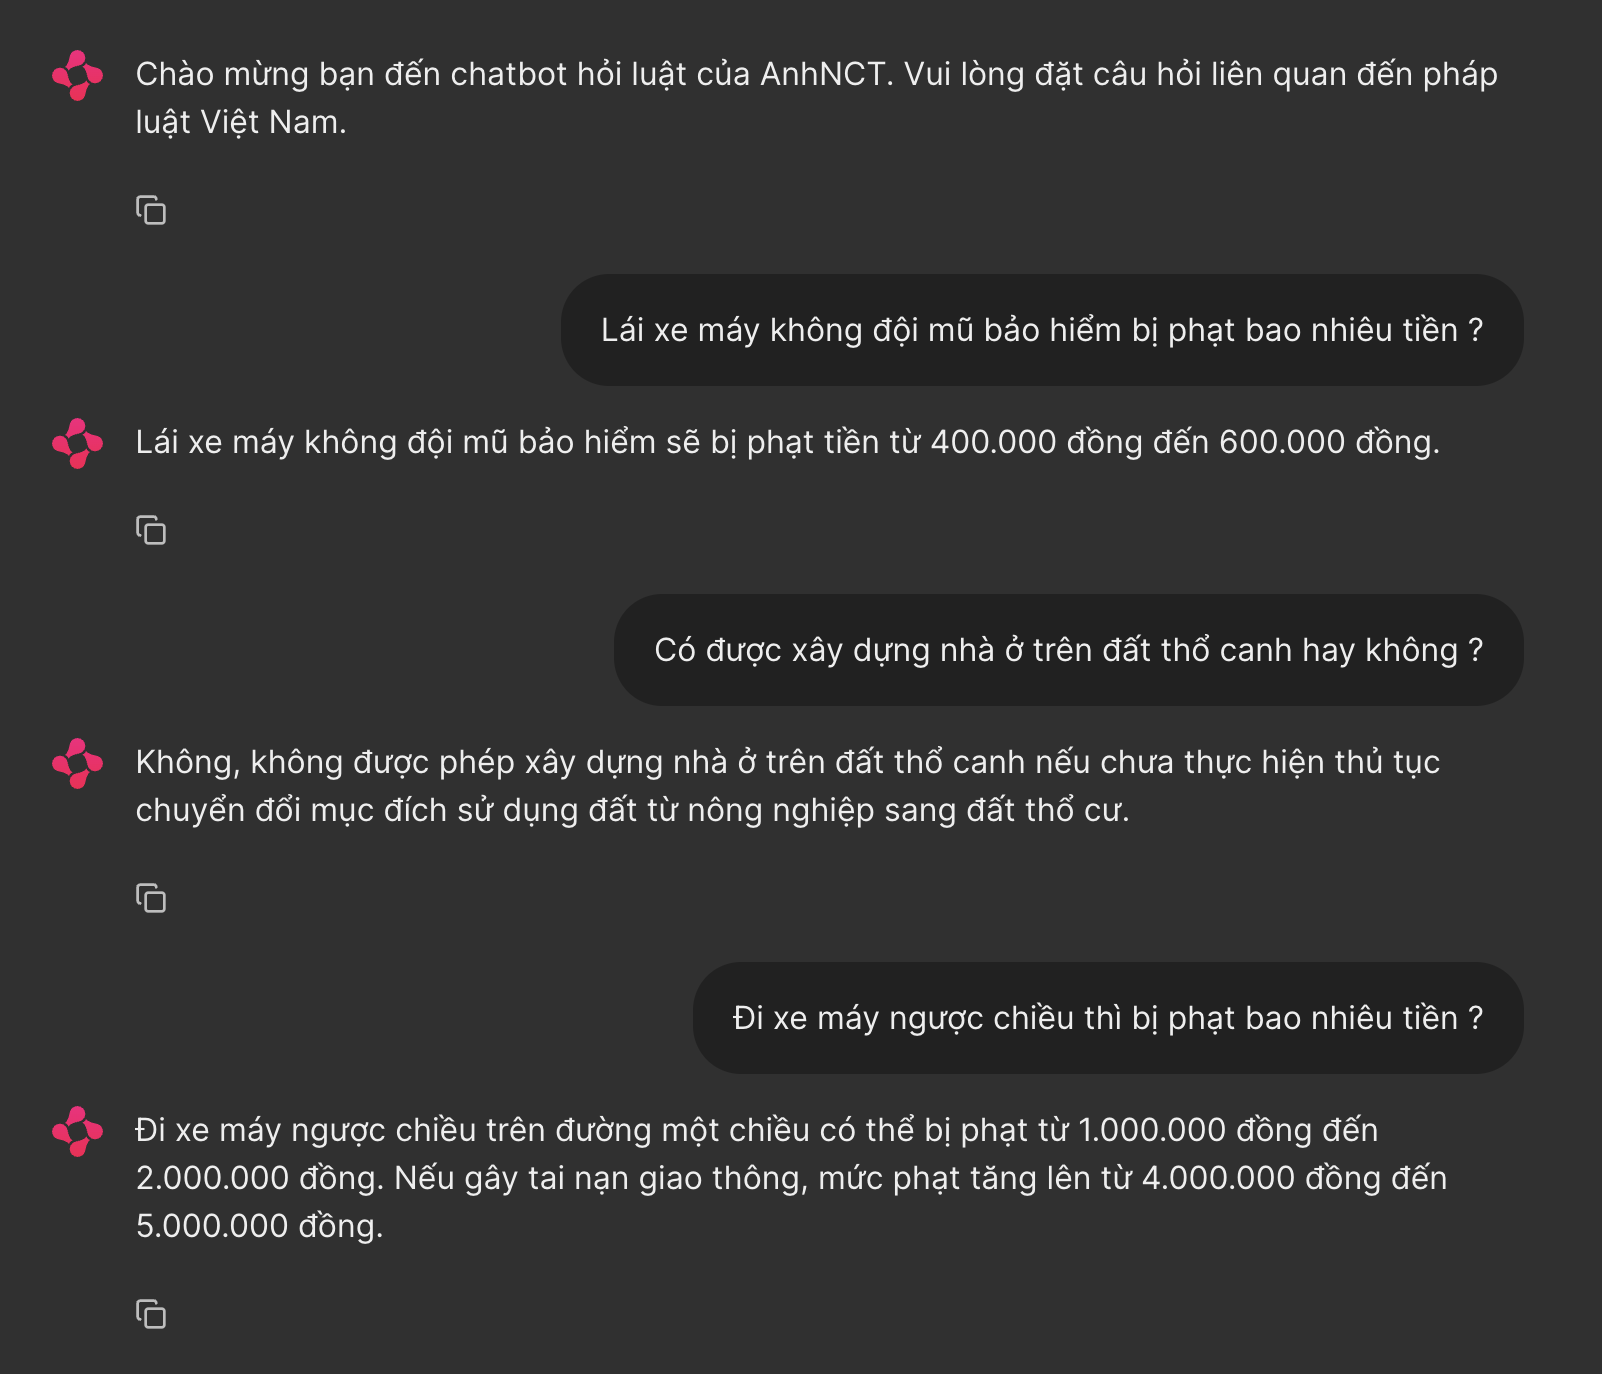 Chào mừng bạn đến chatbot hỏi luật của AnhNCT. Vui lòng đặt câu hỏi liên quan đến pháp
luật Việt Nam.
Lái xe máy không đội mũ bảo hiểm bị phạt bao nhiêu tiền ?
Lái xe máy không đội mũ bảo hiểm sẽ bị phạt tiền từ 400.000 đồng đến 600.000 đồng.
Có được xây dựng nhà ở trên đất thổ canh hay không ?
Không, không được phép xây dựng nhà ở trên đất thổ canh nếu chưa thực hiện thủ tục
chuyển đổi mục đích sử dụng đất từ nông nghiệp sang đất thổ cư.
Đi xe máy ngược chiều thì bị phạt bao nhiêu tiền ?
Đi xe máy ngược chiều trên đường một chiều có thể bị phạt từ 1.000.000 đồng đến
2.000.000 đồng. Nếu gây tai nạn giao thông, mức phạt tăng lên từ 4.000.000 đồng đến
5.000.000 đồng.